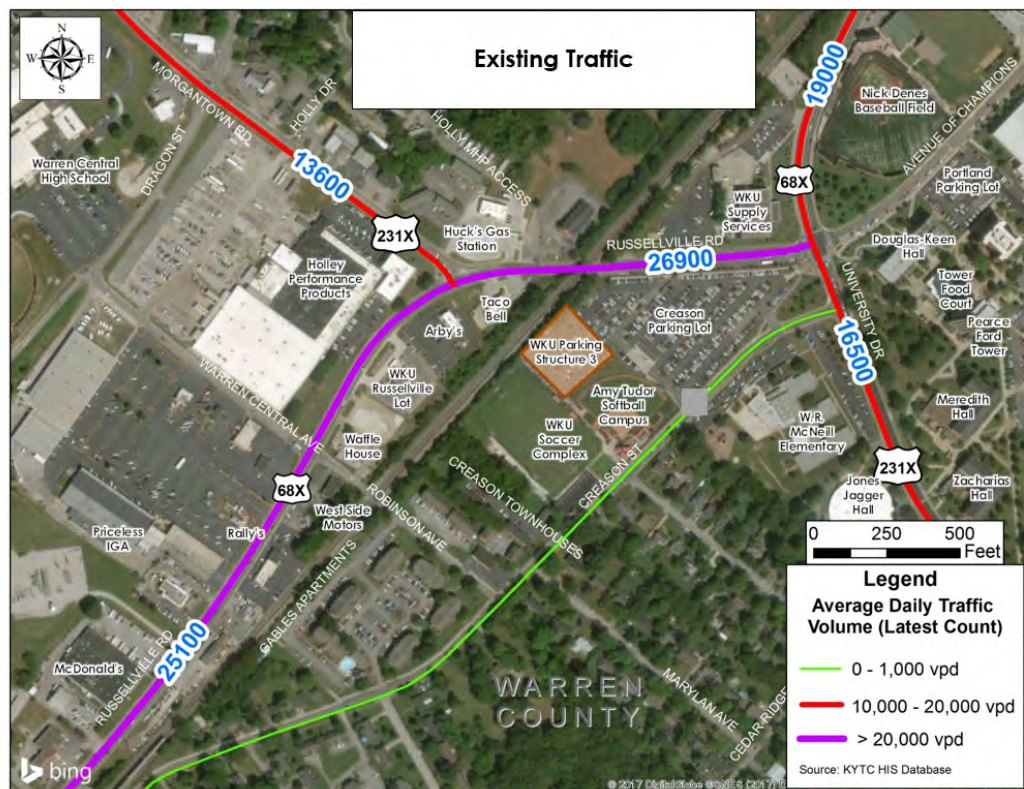 N
W E
S
Existing Traffic
MORGANTOWN RD
HOLLY DR
HOLLY MHP ACCESS
DRAGON ST
Warren Central
High School
13600
231X
Huck's Gas
Station
Holley
Performance
Products
19000
Nick Denes
Baseball Field
AVENUE OF CHAMPIONS
68X
Portland
Parking Lot
WKU
Supply
Services
RUSSELLVILLE RD
26900
Douglas-Keen
Hall
Tower
Food
Court
UNIVERSITY DR
Pearce
Ford
Tower
16500
Taco
Bell
Arby's
Creason
Parking Lot
WKU Parking
Structure 3
WKU
Russellville
Lot
Amy Tudor
Softball
Campus
Meredith
Hall
W.R.
McNeill
Elementary
WARREN CENTRAL AVE
Waffle
House
WKU
Soccer
Complex
CREASON ST
CREASON TOWNHOUSES
231X
Zacharias
Hall
Jones
Jagger
Hall
68X
ROBINSON AVE
West Side
Motors
Priceless
IGA
Rally's
GABLES APARTMENTS
25100
RUSSELLVILLE RD
McDonald's
WARREN
COUNTY
MARYLAN AVE
CEDAR RIDGE
0 250 500
Feet
Legend
Average Daily Traffic
Volume (Latest Count)
0 - 1,000 vpd
10,000 - 20,000 vpd
> 20,000 vpd
Source: KYTC HIS Database
bing
© 2017 DigitalGlobe (2017)